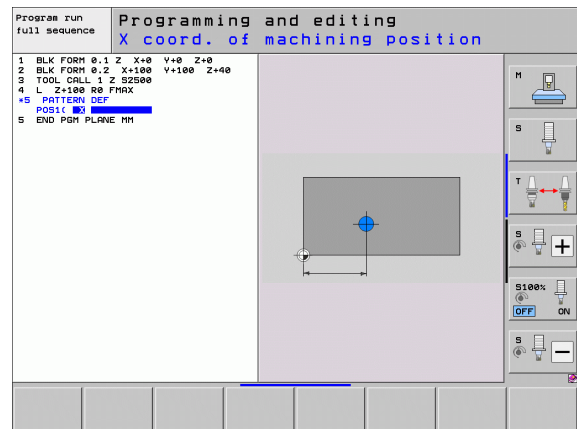 Program run
full sequence
Programming and editing
X coord. of machining position
1 BLK FORM 0.1 Z X+0 Y+0 Z+0
2 BLK FORM 0.2 X+100 Y+100 Z+40
3 TOOL CALL 1 Z S2500
4 L Z+100 R0 FMAX
*5 PATTERN DEF
POS1( X
5 END PGM PLANE MM
M
S
T
S
S100%
OFF ON
S